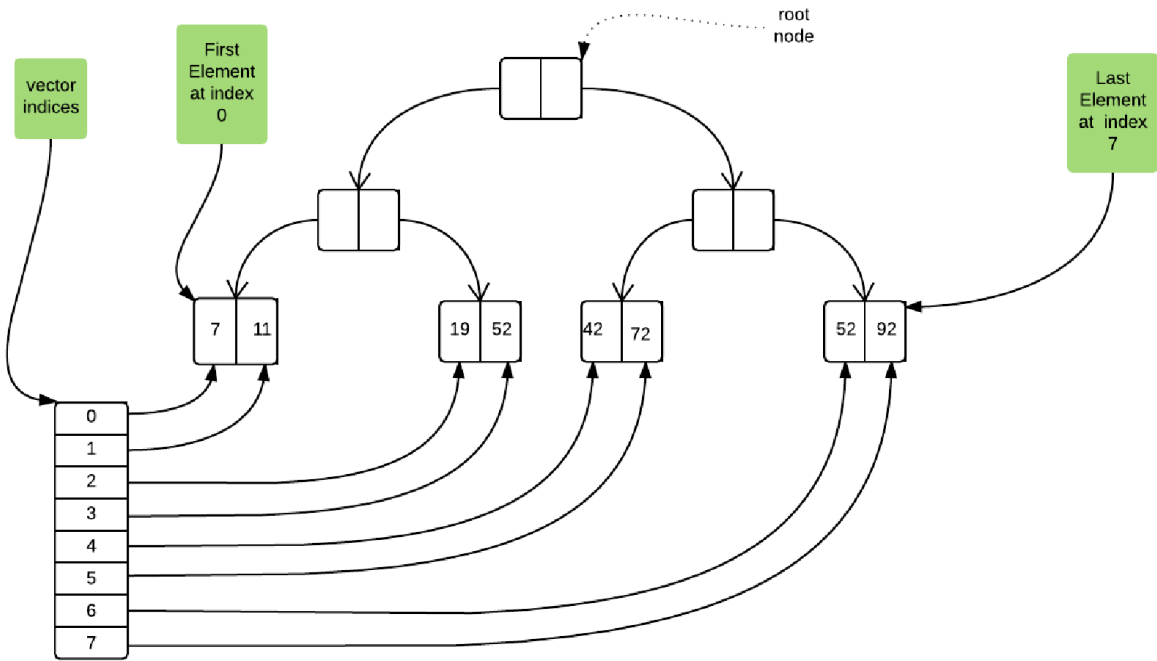 root
node
First
Element
at index
0
vector
indices
Last
Element
at index
7
7 11
19 52
42 72
52 92
0
1
2
3
4
5
6
7